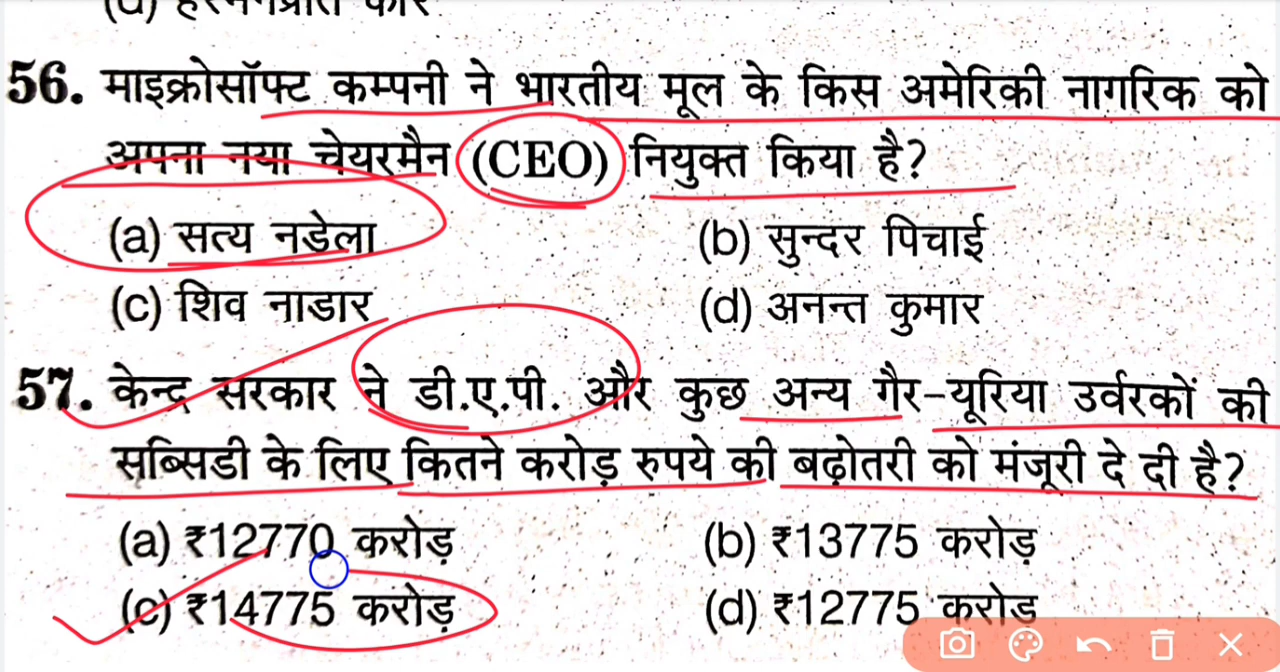 56. माइक्रोसॉफ्ट कम्पनी ने भारतीय मूल के किस अमेरिकी नागरिक को
अपना नया चेयरमैन (CEO) नियुक्त किया है?
(a) सत्य नडेला (b) सुन्दर पिचाई
(c) शिव नाडार (d) अनन्त कुमार
57. केन्द्र सरकार ने डी.ए.पी. और कुछ अन्य गैर-यूरिया उर्वरकों की
सब्सिडी के लिए कितने करोड़ रुपये की बढ़ोतरी को मंजूरी दे दी है?
(a) ₹12770 करोड़ (b) ₹13775 करोड़
(c) ₹14775 करोड़ (d) ₹12775 करोड़